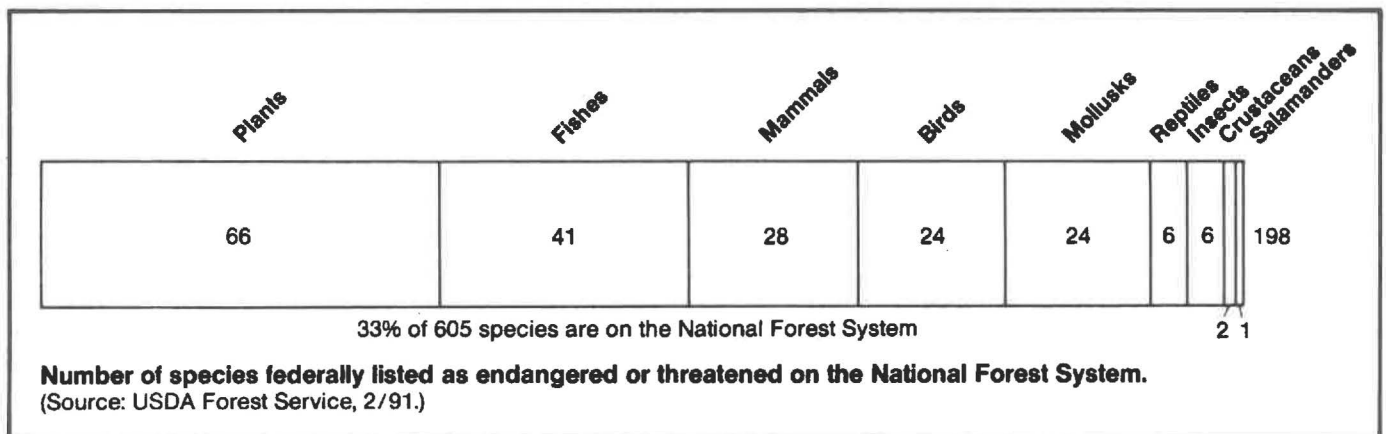 Plants Fishes Mammals Birds Mollusks Reptiles Insects Crustaceans Salamanders
66 41 28 24 24 6 6 198
33% of 605 species are on the National Forest System 2 1
Number of species federally listed as endangered or threatened on the National Forest System.
(Source: USDA Forest Service, 2/91.)